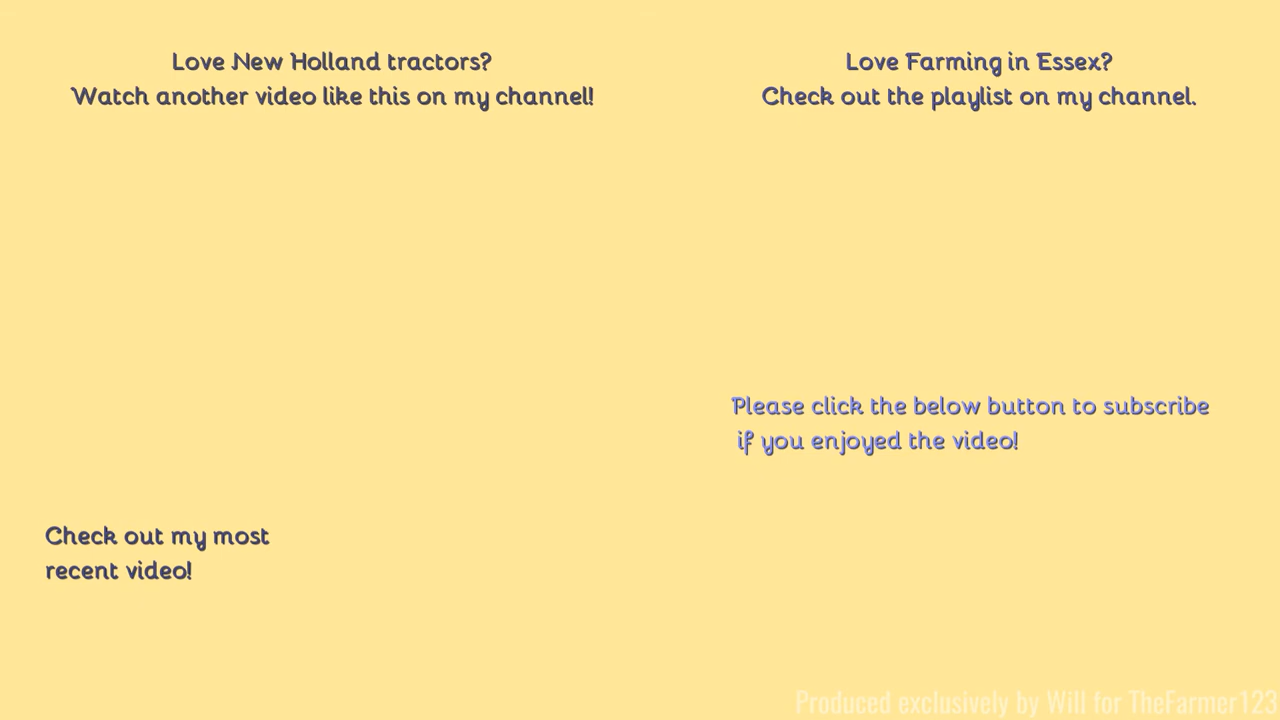 Love New Holland tractors?
Watch another video like this on my channel!
Love Farming in Essex?
Check out the playlist on my channel.
Please click the below button to subscribe
if you enjoyed the video!
Check out my most
recent video!
Produced exclusively by Will for TheFarmer123